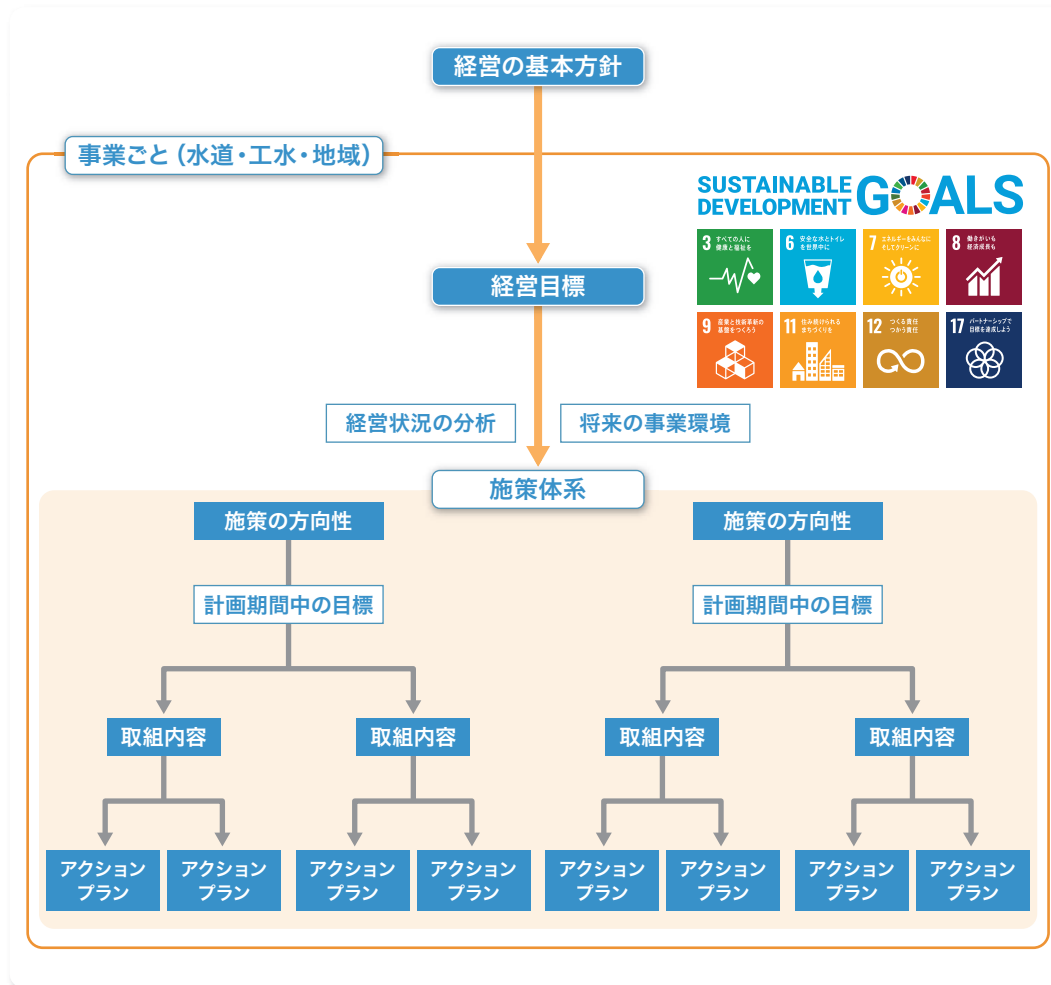 経営の基本方針
事業ごと（水道・工水・地域）
SUSTAINABLE
DEVELOPMENT
GOALS
3 すべての人に
健康と福祉を
6 安全な水とトイレ
を世界中に
7 エネルギーをみんなに
そしてクリーンに
8 働きがいも
経済成長も
経営目標
9 産業と技術革新の
基盤をつくろう
11 住み続けられる
まちづくりを
12 つくる責任
つかう責任
17 パートナーシップで
目標を達成しよう
経営状況の分析
将来の事業環境
施策体系
施策の方向性
施策の方向性
計画期間中の目標
計画期間中の目標
取組内容
取組内容
取組内容
取組内容
アクション
プラン
アクション
プラン
アクション
プラン
アクション
プラン
アクション
プラン
アクション
プラン
アクション
プラン
アクション
プラン